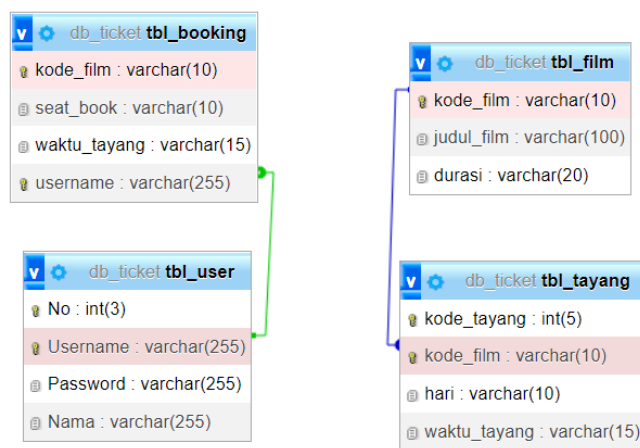 v db_ticket tbl_booking
kode_film : varchar(10)
seat_book : varchar(10)
waktu_tayang : varchar(15)
username : varchar(255)
v db_ticket tbl_film
kode_film : varchar(10)
judul_film : varchar(100)
durasi : varchar(20)
v db_ticket tbl_user
No : int(3)
Username : varchar(255)
Password : varchar(255)
Nama : varchar(255)
v db_ticket tbl_tayang
kode_tayang : int(5)
kode_film : varchar(10)
hari : varchar(10)
waktu_tayang : varchar(15)